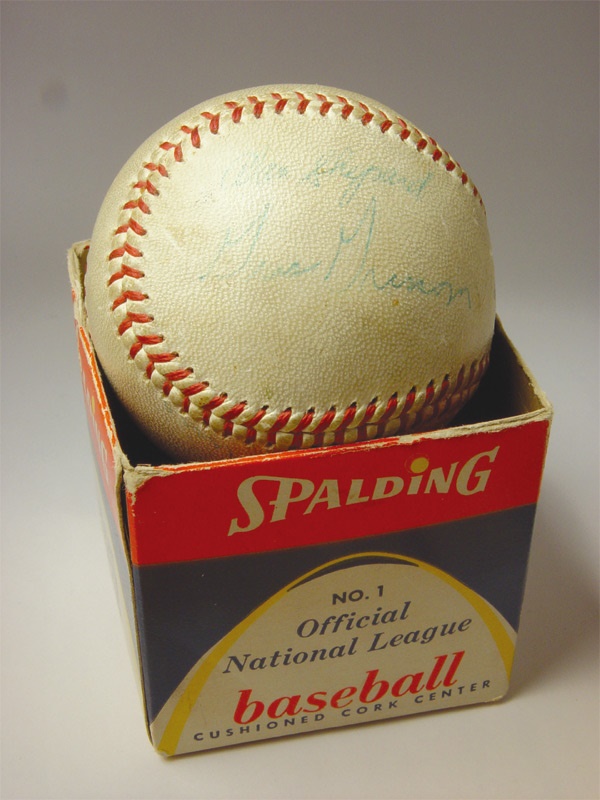 SPALDING
NO. 1
Official
National League
baseball
CUSHIONED CORK CENTER